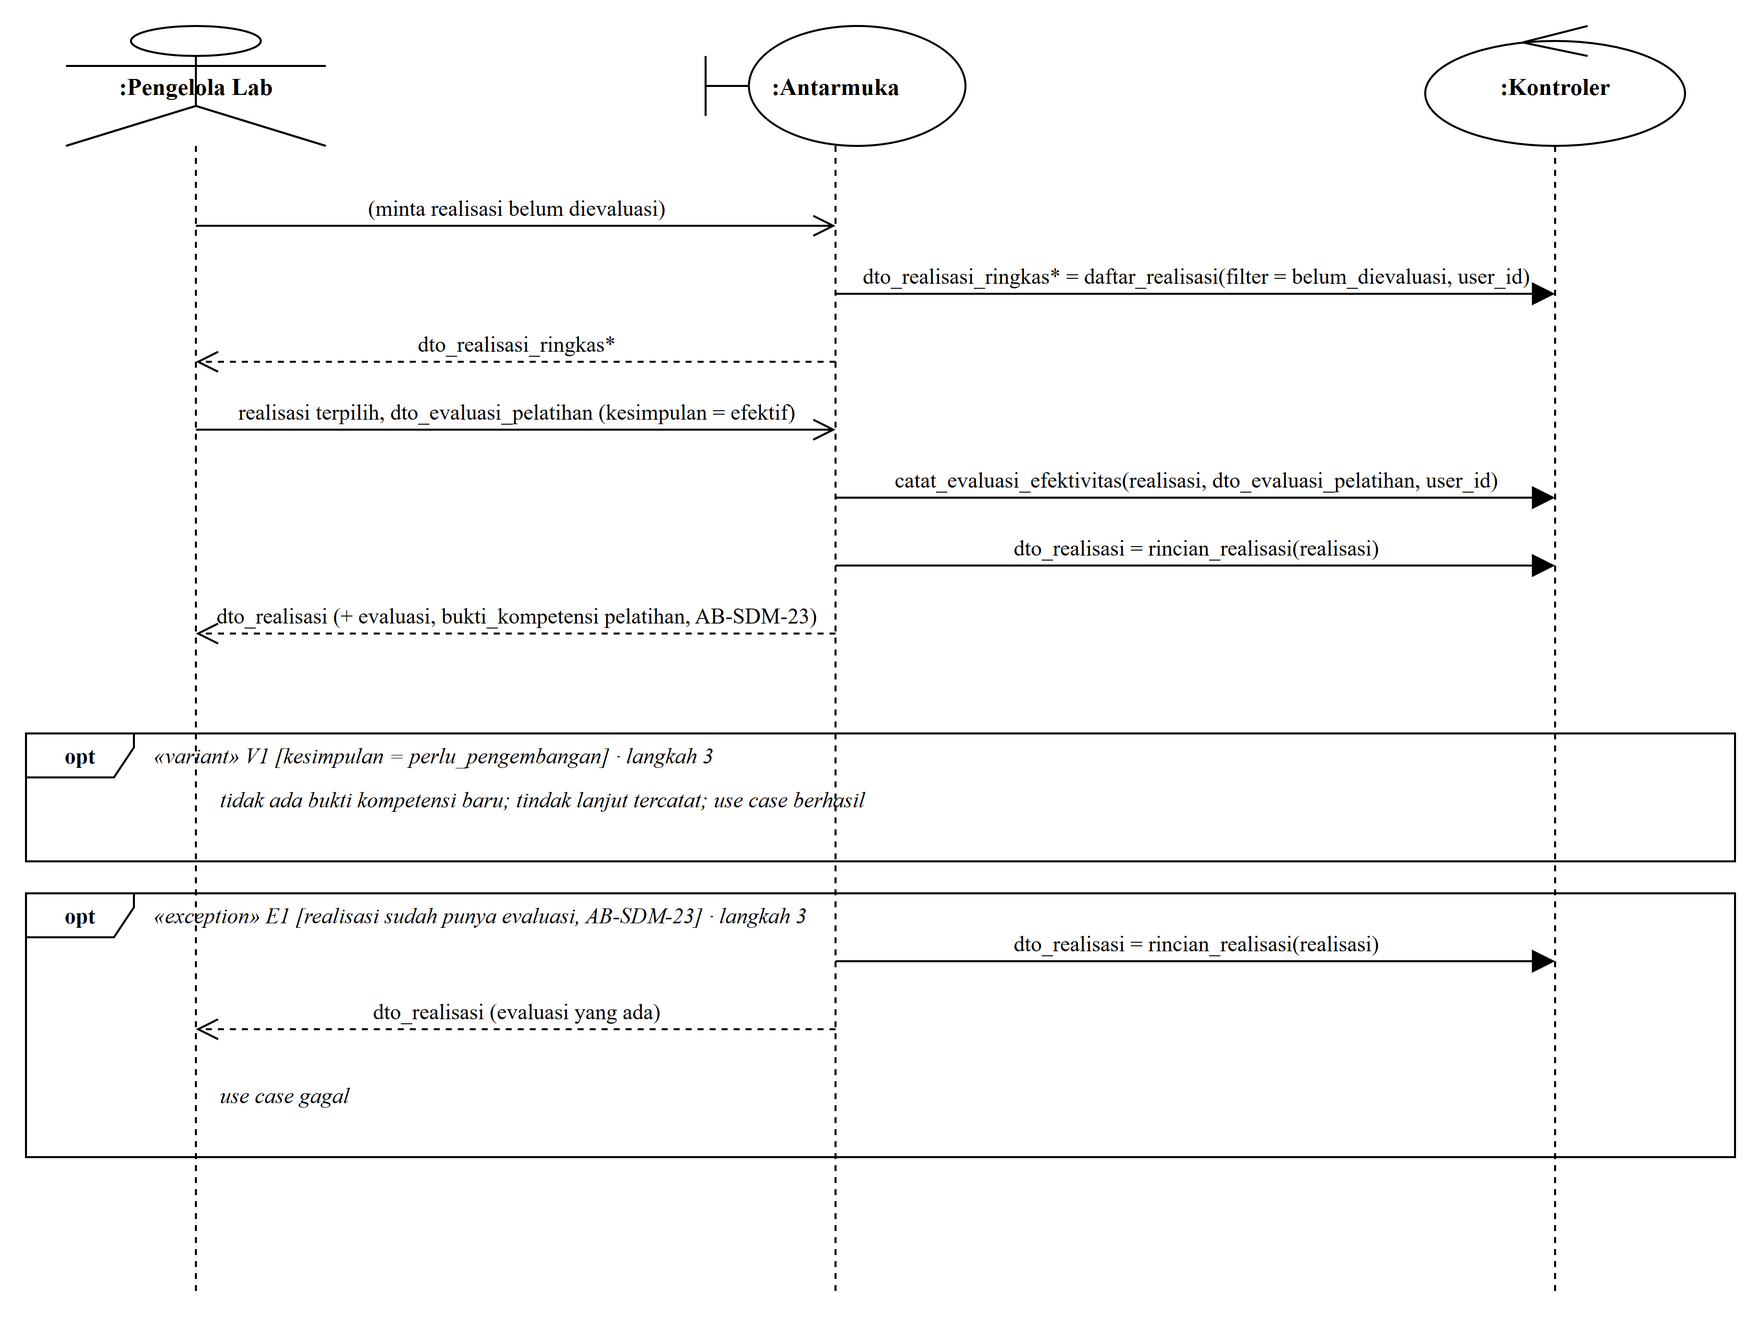 :Pengelola Lab
:Antarmuka
:Kontroler
(minta realisasi belum dievaluasi)
dto_realisasi_ringkas* = daftar_realisasi(filter = belum_dievaluasi, user_id)
dto_realisasi_ringkas*
realisasi terpilih, dto_evaluasi_pelatihan (kesimpulan = efektif)
catat_evaluasi_efektivitas(realisasi, dto_evaluasi_pelatihan, user_id)
dto_realisasi = rincian_realisasi(realisasi)
dto_realisasi (+ evaluasi, bukti_kompetensi pelatihan, AB-SDM-23)
opt «variant» V1 [kesimpulan = perlu_pengembangan] · langkah 3
tidak ada bukti kompetensi baru; tindak lanjut tercatat; use case berhasil
opt «exception» E1 [realisasi sudah punya evaluasi, AB-SDM-23] · langkah 3
dto_realisasi = rincian_realisasi(realisasi)
dto_realisasi (evaluasi yang ada)
use case gagal